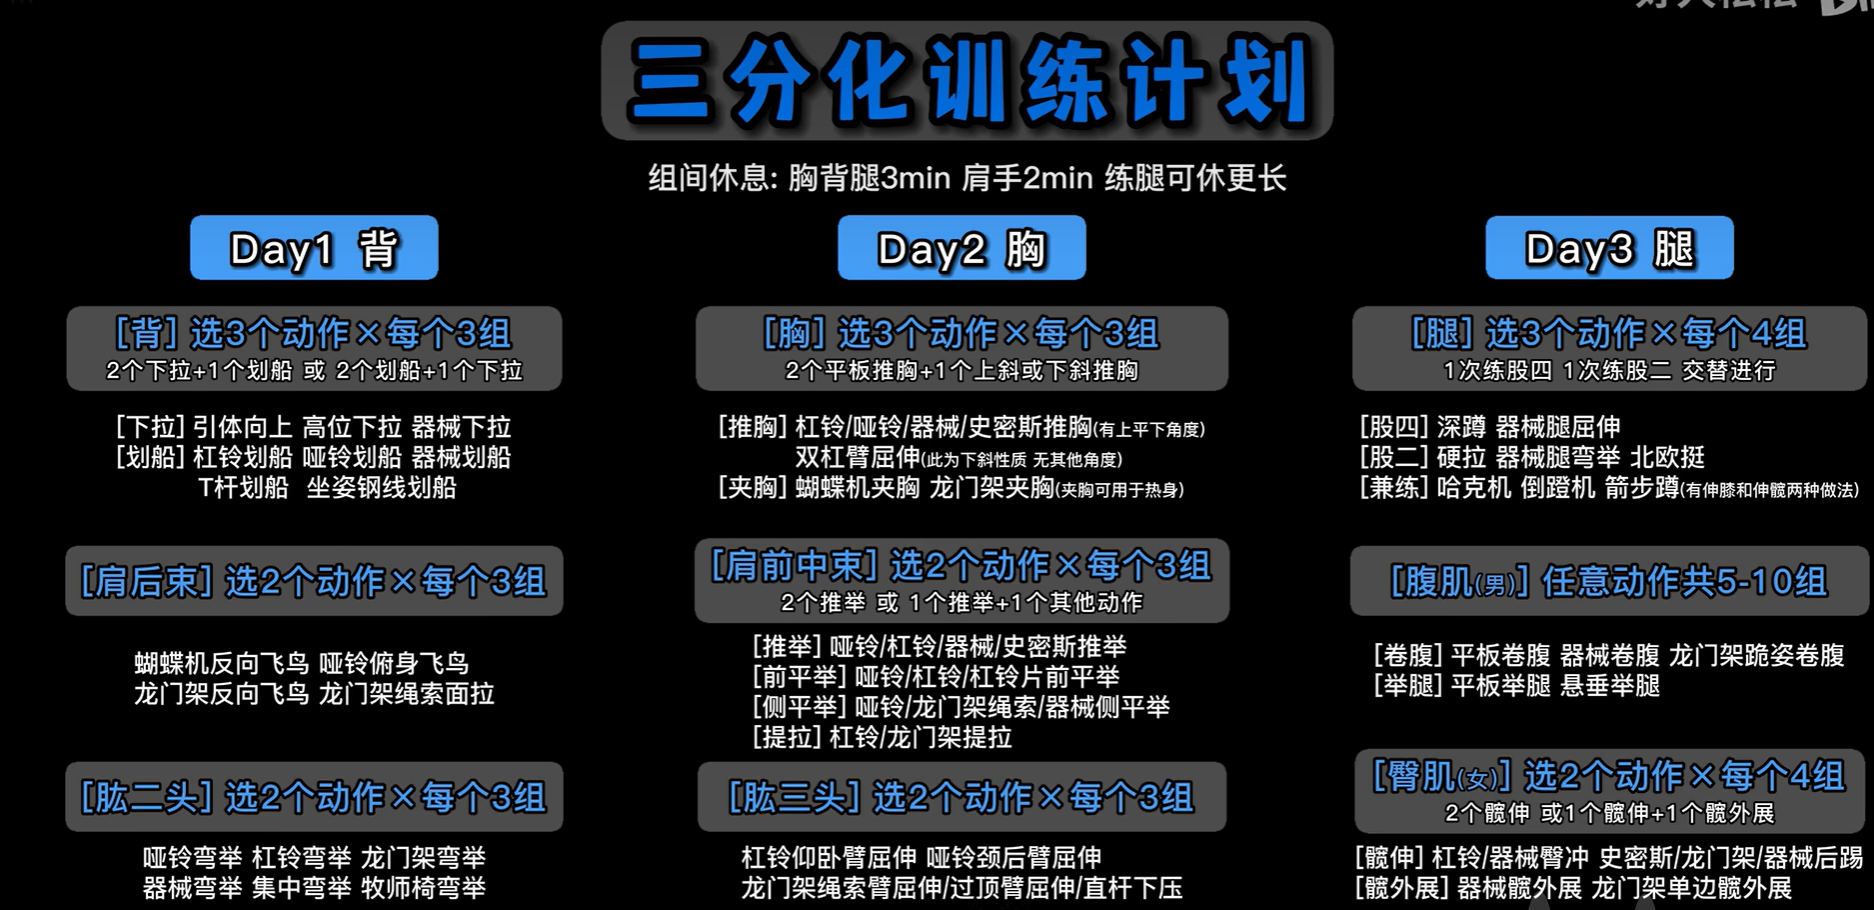 三分化训练计划
组间休息: 胸背腿3min 肩手2min 练腿可休更长
Day1 背
[背] 选3个动作×每个3组
2个下拉+1个划船 或 2个划船+1个下拉
[下拉] 引体向上 高位下拉 器械下拉
[划船] 杠铃划船 哑铃划船 器械划船
T杆划船 坐姿钢线划船
[肩后束] 选2个动作×每个3组
蝴蝶机反向飞鸟 哑铃俯身飞鸟
龙门架反向飞鸟 龙门架绳索面拉
[肱二头] 选2个动作×每个3组
哑铃弯举 杠铃弯举 龙门架弯举
器械弯举 集中弯举 牧师椅弯举
Day2 胸
[胸] 选3个动作×每个3组
2个平板推胸+1个上斜或下斜推胸
[推胸] 杠铃/哑铃/器械/史密斯推胸(有上平下角度)
双杠臂屈伸(此为下斜性质 无其他角度)
[夹胸] 蝴蝶机夹胸 龙门架夹胸(夹胸可用于热身)
[肩前中束] 选2个动作×每个3组
2个推举 或 1个推举+1个其他动作
[推举] 哑铃/杠铃/器械/史密斯推举
[前平举] 哑铃/杠铃/杠铃片前平举
[侧平举] 哑铃/龙门架绳索/器械侧平举
[提拉] 杠铃/龙门架提拉
[肱三头] 选2个动作×每个3组
杠铃仰卧臂屈伸 哑铃颈后臂屈伸
龙门架绳索臂屈伸/过顶臂屈伸/直杆下压
Day3 腿
[腿] 选3个动作×每个4组
1次练股四 1次练股二 交替进行
[股四] 深蹲 器械腿屈伸
[股二] 硬拉 器械腿弯举 北欧挺
[兼练] 哈克机 倒蹬机 箭步蹲(有伸膝和伸髋两种做法)
[腹肌(男)] 任意动作共5-10组
[卷腹] 平板卷腹 器械卷腹 龙门架跪姿卷腹
[举腿] 平板举腿 悬垂举腿
[臀肌(女)] 选2个动作×每个4组
2个髋伸 或1个髋伸+1个髋外展
[髋伸] 杠铃/器械臀冲 史密斯/龙门架/器械后踢
[髋外展] 器械髋外展 龙门架单边髋外展